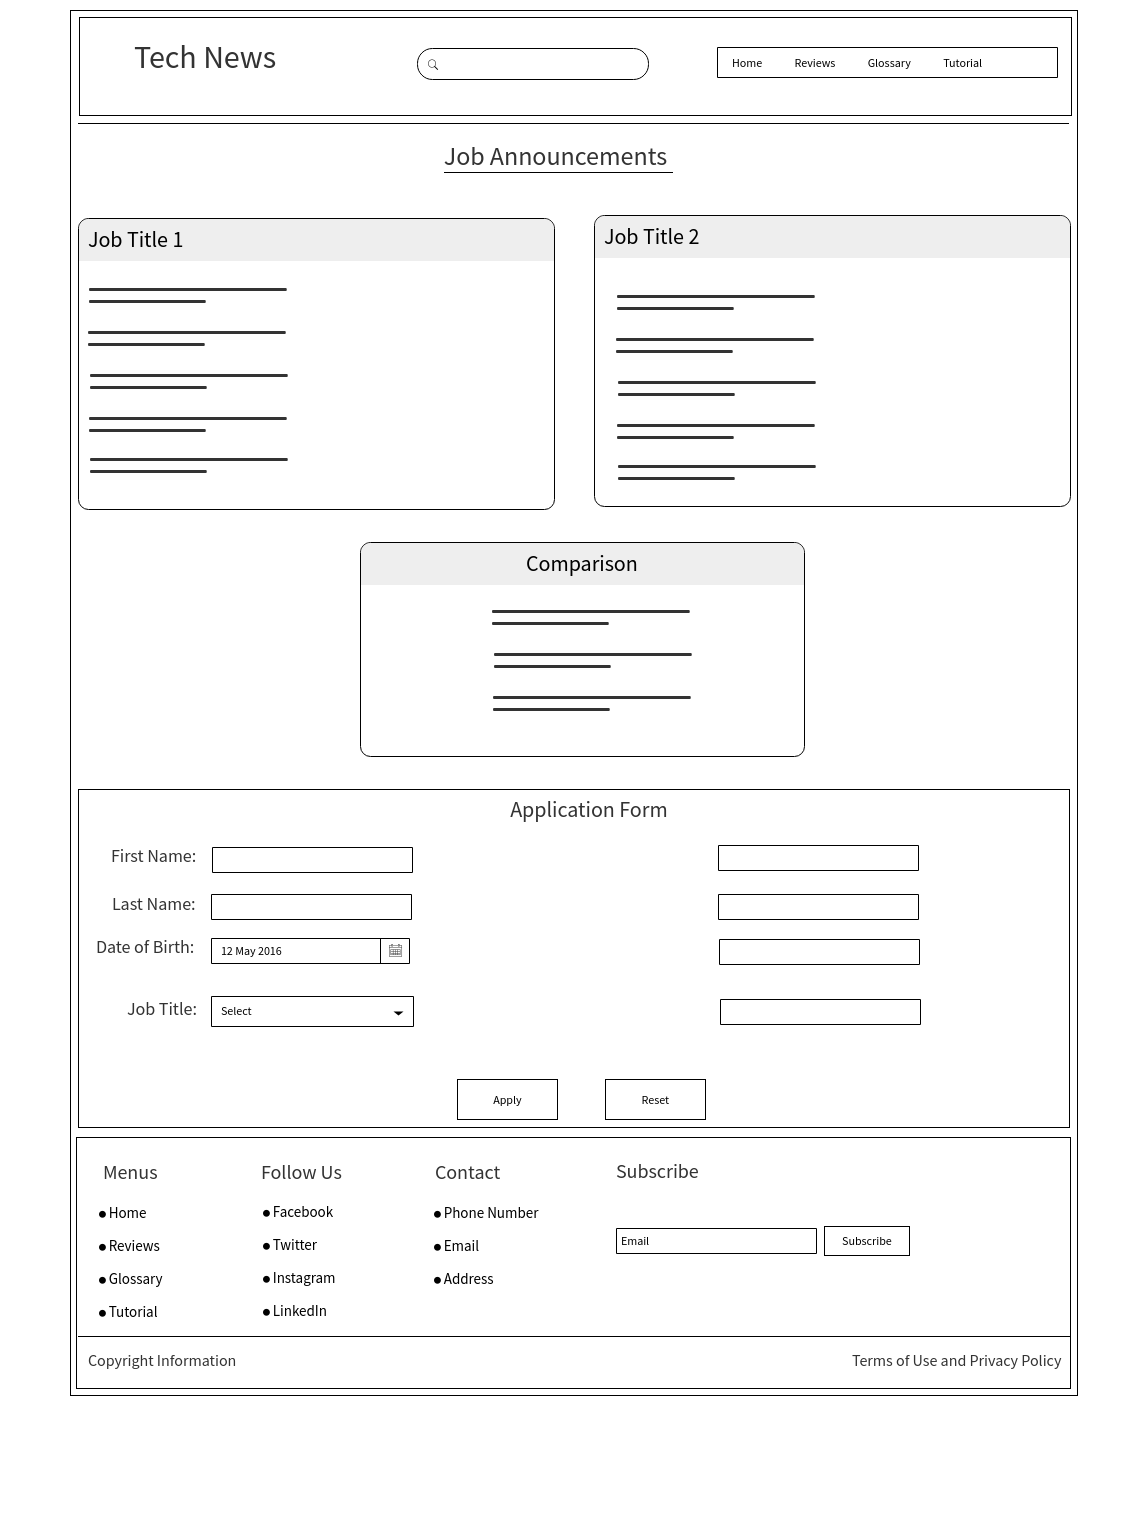 Tech News
Home Reviews Glossary Tutorial
Job Announcements
Job Title 1
Job Title 2
Comparison
Application Form
First Name:
Last Name:
Date of Birth: 12 May 2016
Job Title: Select
Apply Reset
Menus
Home
Reviews
Glossary
Tutorial
Follow Us
Facebook
Twitter
Instagram
LinkedIn
Contact
Phone Number
Email
Address
Subscribe
Email Subscribe
Copyright Information
Terms of Use and Privacy Policy